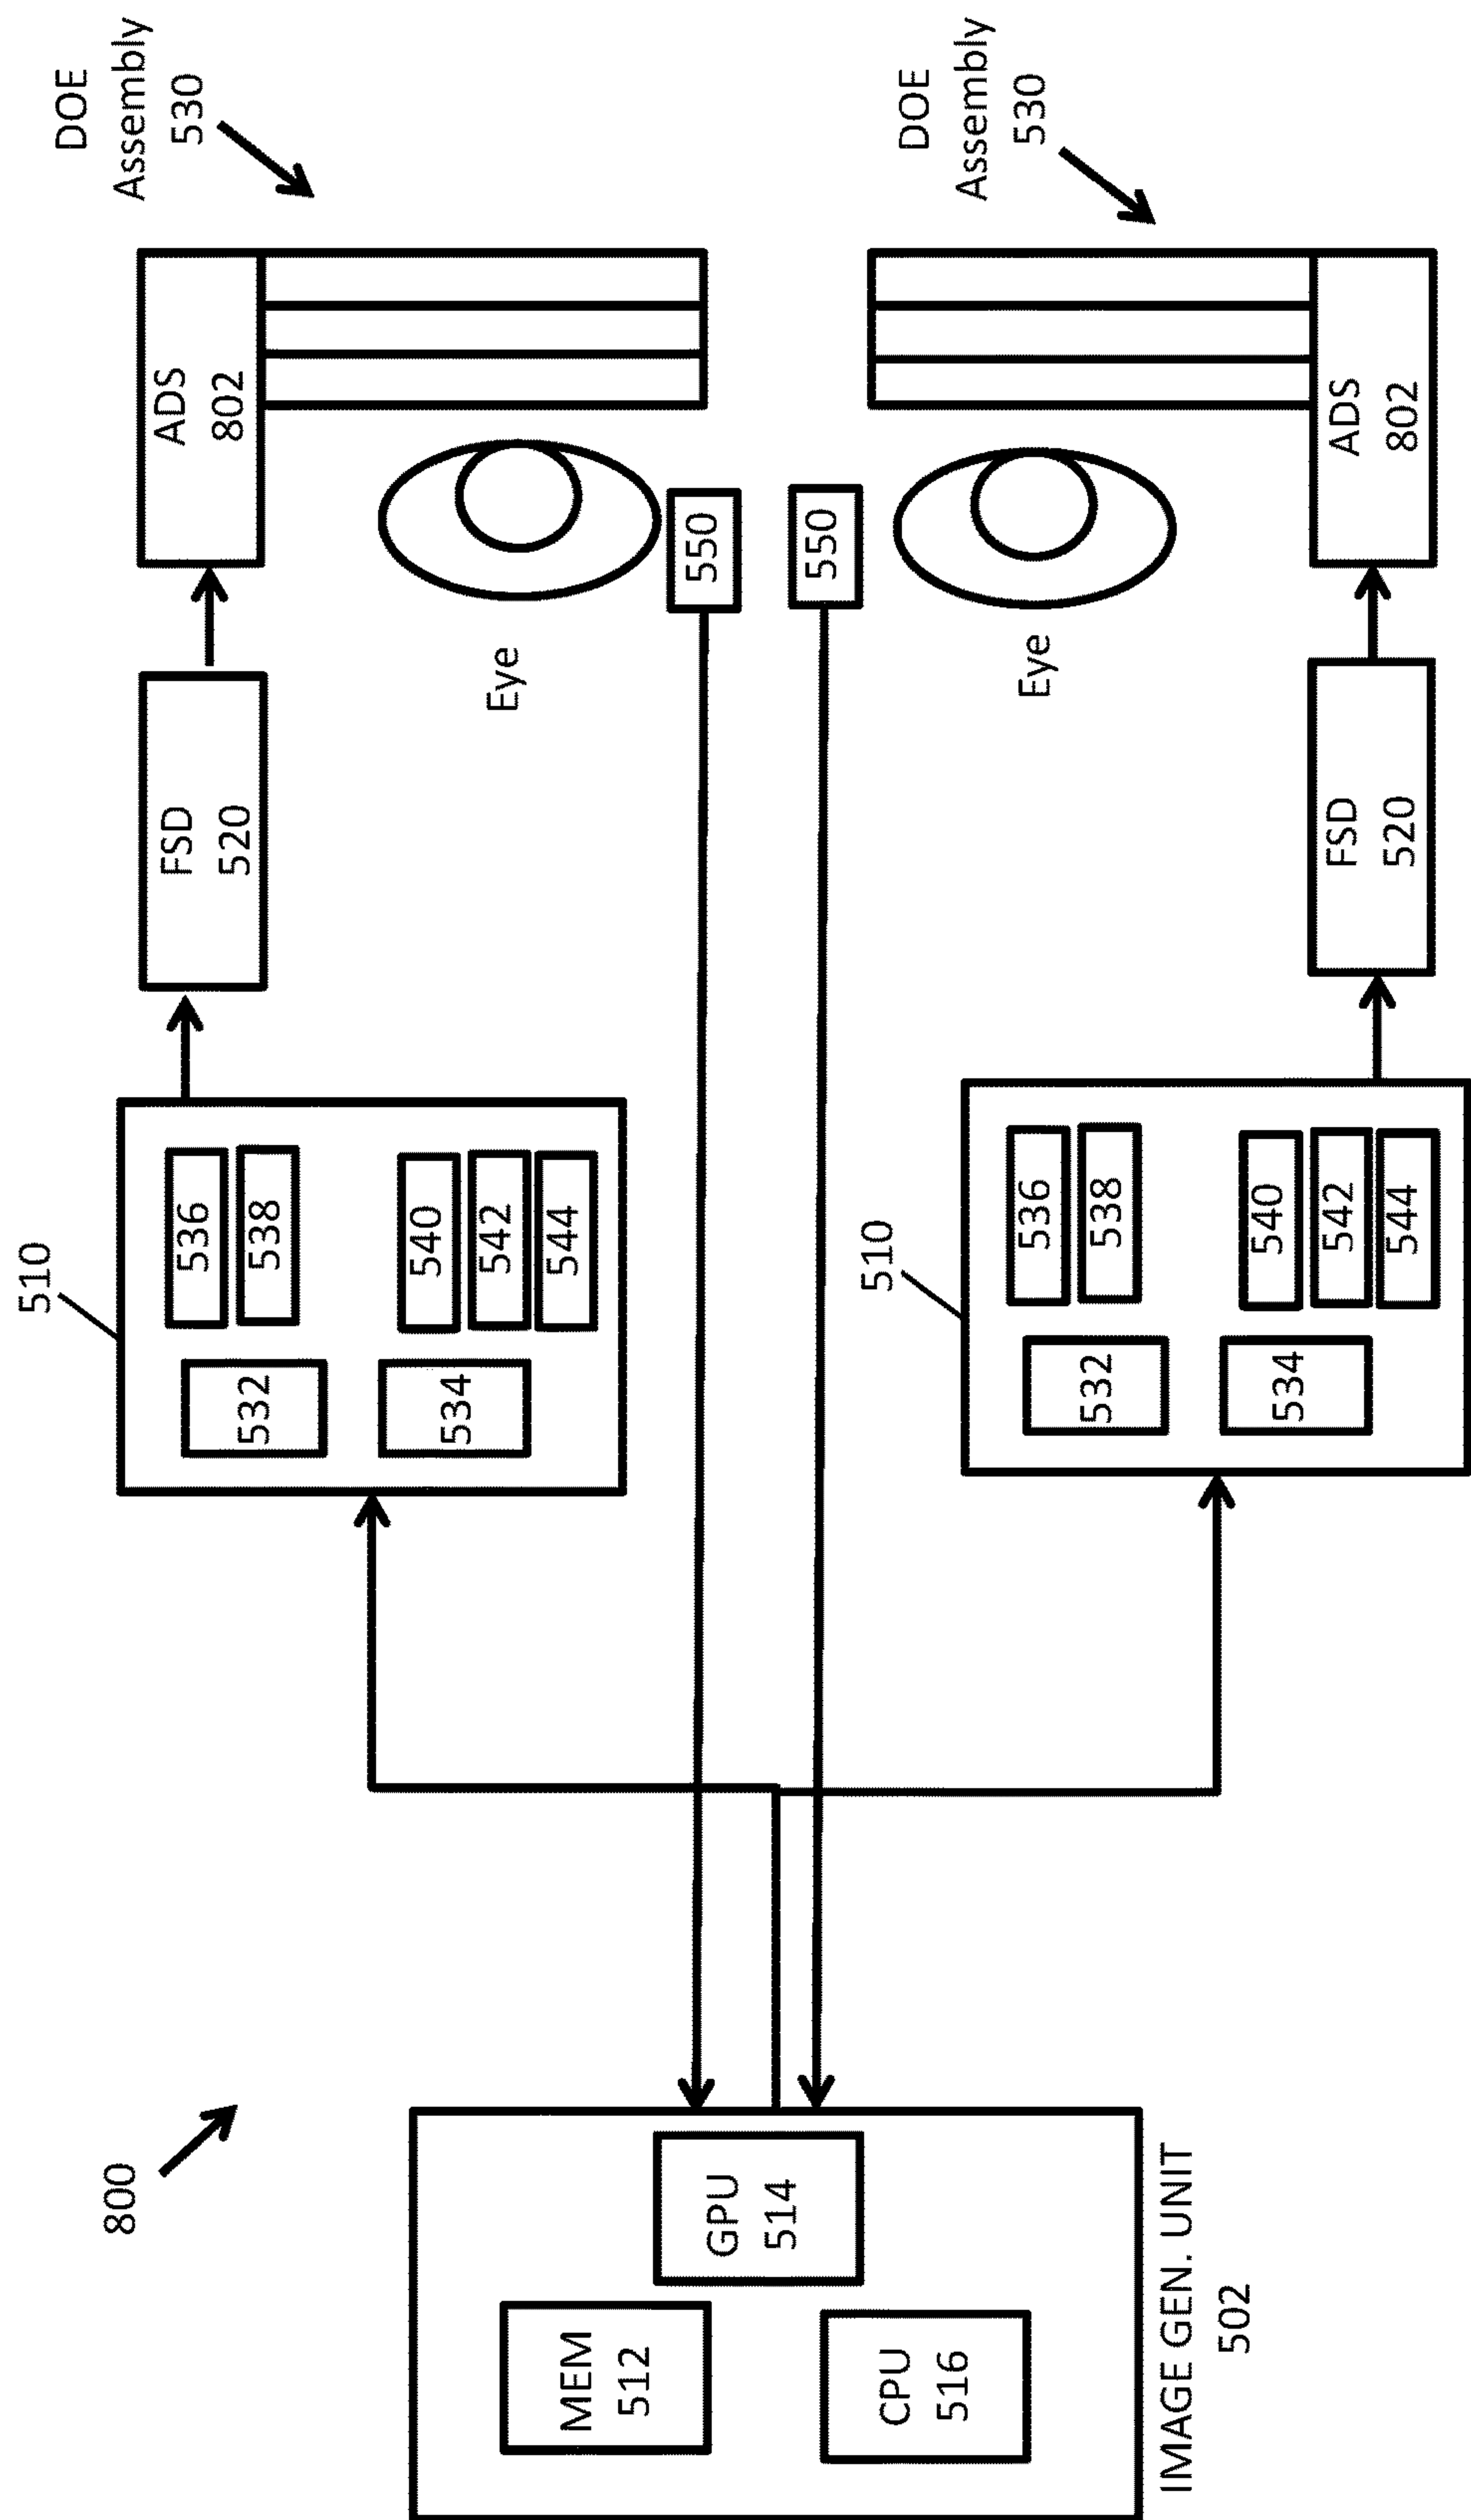 800
MEM
512
GPU
514
CPU
516
IMAGE GEN. UNIT
502
510
532
534
536
538
540
542
544
FSD
520
ADS
802
DOE
Assembly
530
Eye
550
550
Eye
510
532
534
536
538
540
542
544
FSD
520
ADS
802
DOE
Assembly
530